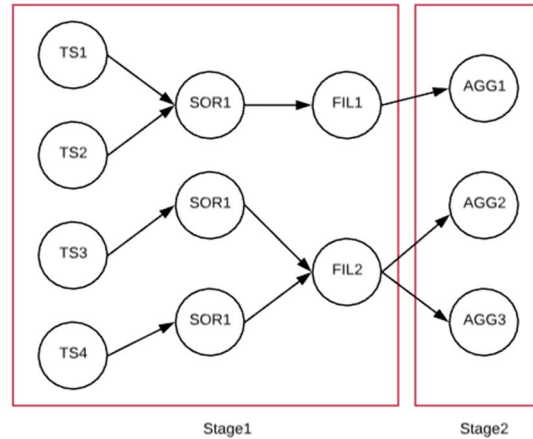 TS1
TS2
TS3
TS4
SOR1
SOR1
SOR1
FIL1
FIL2
AGG1
AGG2
AGG3
Stage1
Stage2